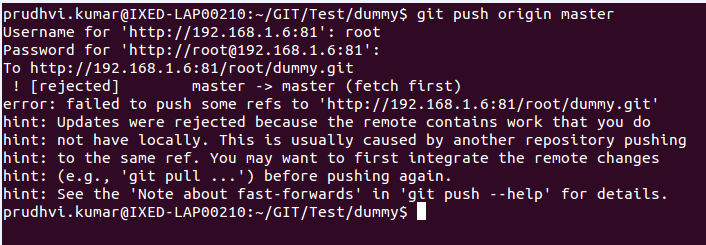 prudhvi.kumar@IXED-LAP00210:~/GIT/Test/dummy$ git push origin master
Username for 'http://192.168.1.6:81': root
Password for 'http://root@192.168.1.6:81':
To http://192.168.1.6:81/root/dummy.git
 ! [rejected]        master -> master (fetch first)
error: failed to push some refs to 'http://192.168.1.6:81/root/dummy.git'
hint: Updates were rejected because the remote contains work that you do
hint: not have locally. This is usually caused by another repository pushing
hint: to the same ref. You may want to first integrate the remote changes
hint: (e.g., 'git pull ...') before pushing again.
hint: See the 'Note about fast-forwards' in 'git push --help' for details.
prudhvi.kumar@IXED-LAP00210:~/GIT/Test/dummy$